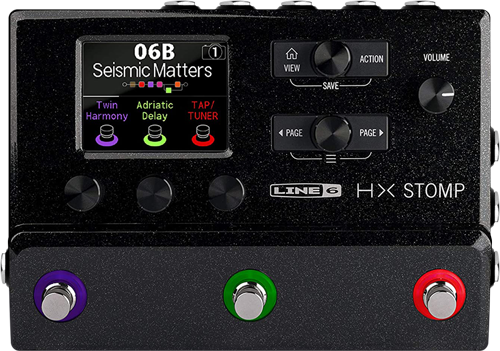 06B
1
Seismic Matters
Twin
Harmony
Adriatic
Delay
TAP/
TUNER
VIEW
ACTION
SAVE
VOLUME
PAGE
PAGE
LINE 6
HX STOMP